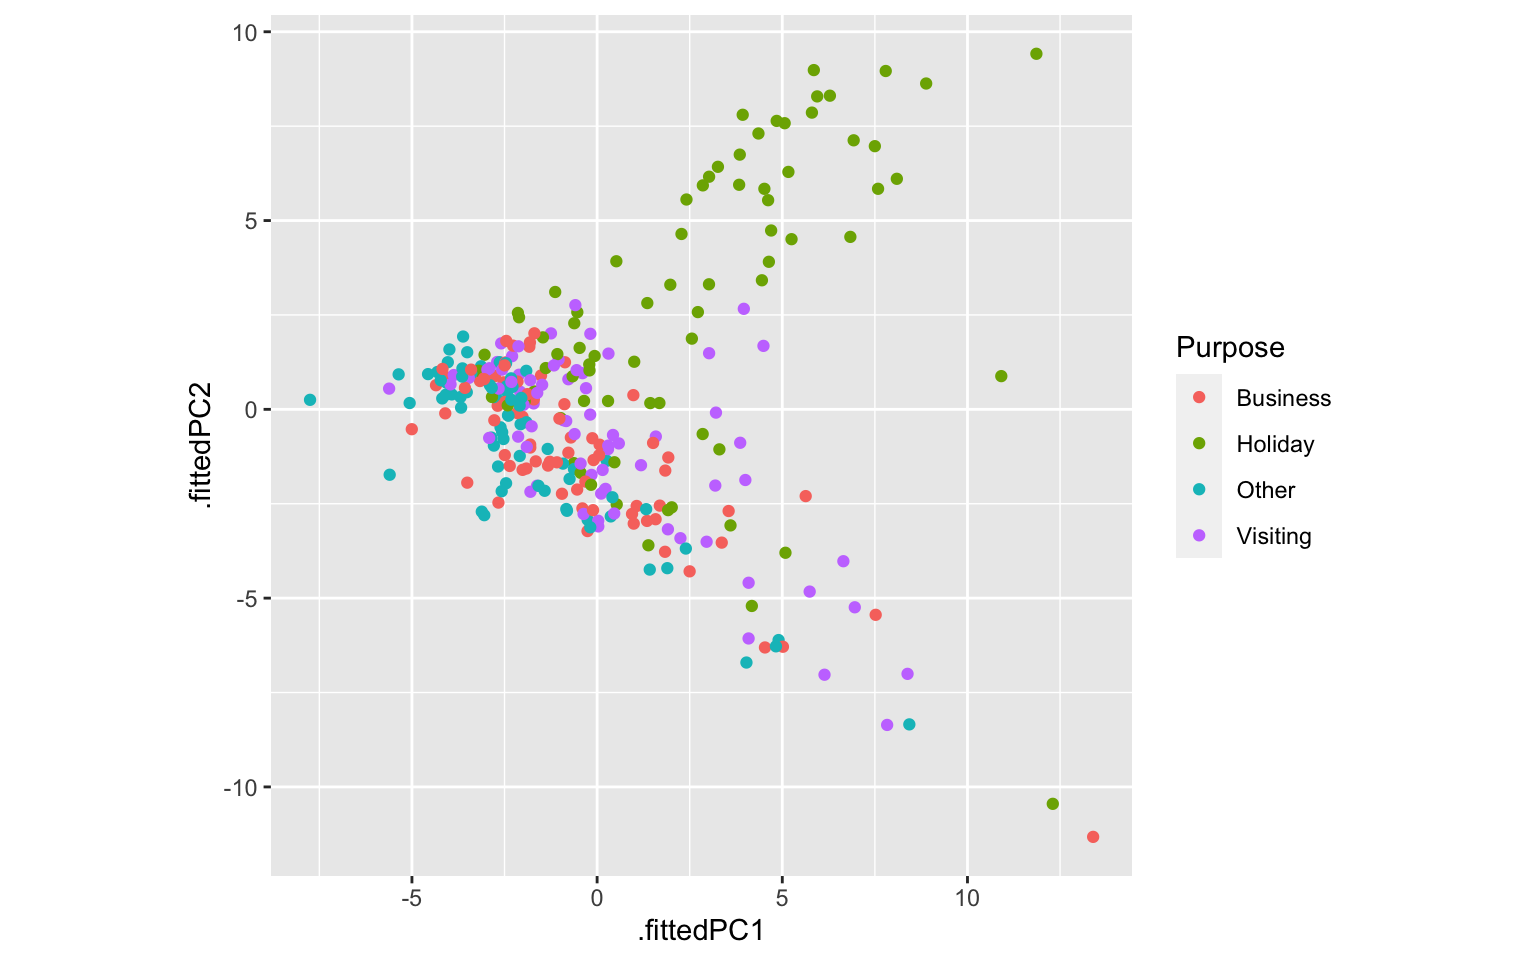 10
5
0
-5
-10
.fittedPC2
-5
0
5
10
.fittedPC1
Purpose
Business
Holiday
Other
Visiting